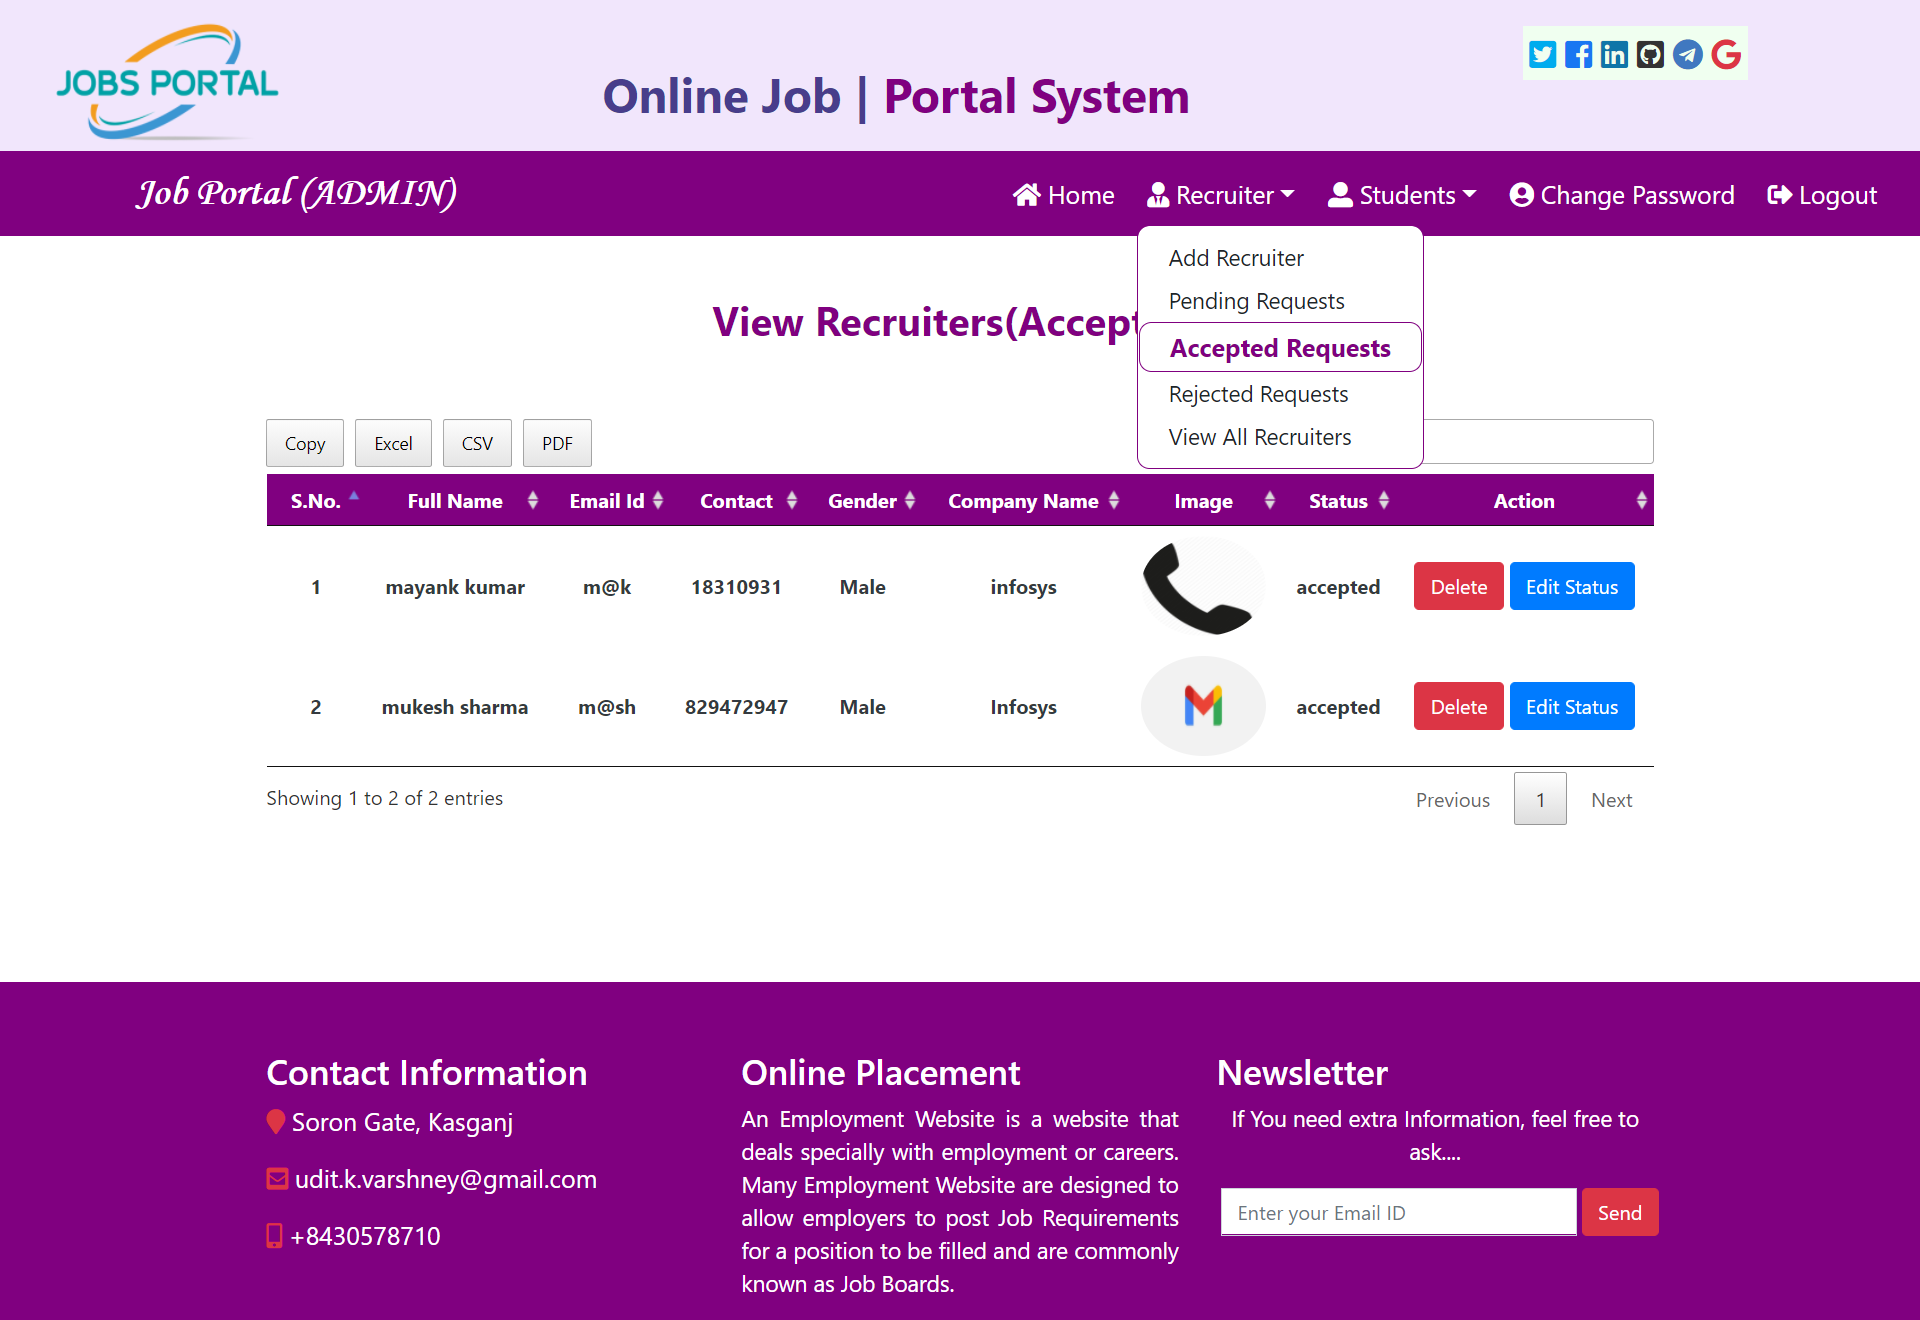 JOBS PORTAL
Online Job | Portal System
Job Portal (ADMIN)
Home
Recruiter
Students
Change Password
Logout
Add Recruiter
Pending Requests
Accepted Requests
Rejected Requests
View All Recruiters
View Recruiters(Accept
Copy
Excel
CSV
PDF
S.No. Full Name Email Id Contact Gender Company Name Image Status Action
1 mayank kumar m@k 18310931 Male infosys accepted Delete Edit Status
2 mukesh sharma m@sh 829472947 Male Infosys accepted Delete Edit Status
Showing 1 to 2 of 2 entries
Previous 1 Next
Contact Information
Soron Gate, Kasganj
udit.k.varshney@gmail.com
+8430578710
Online Placement
An Employment Website is a website that
deals specially with employment or careers.
Many Employment Website are designed to
allow employers to post Job Requirements
for a position to be filled and are commonly
known as Job Boards.
Newsletter
If You need extra Information, feel free to
ask....
Enter your Email ID
Send